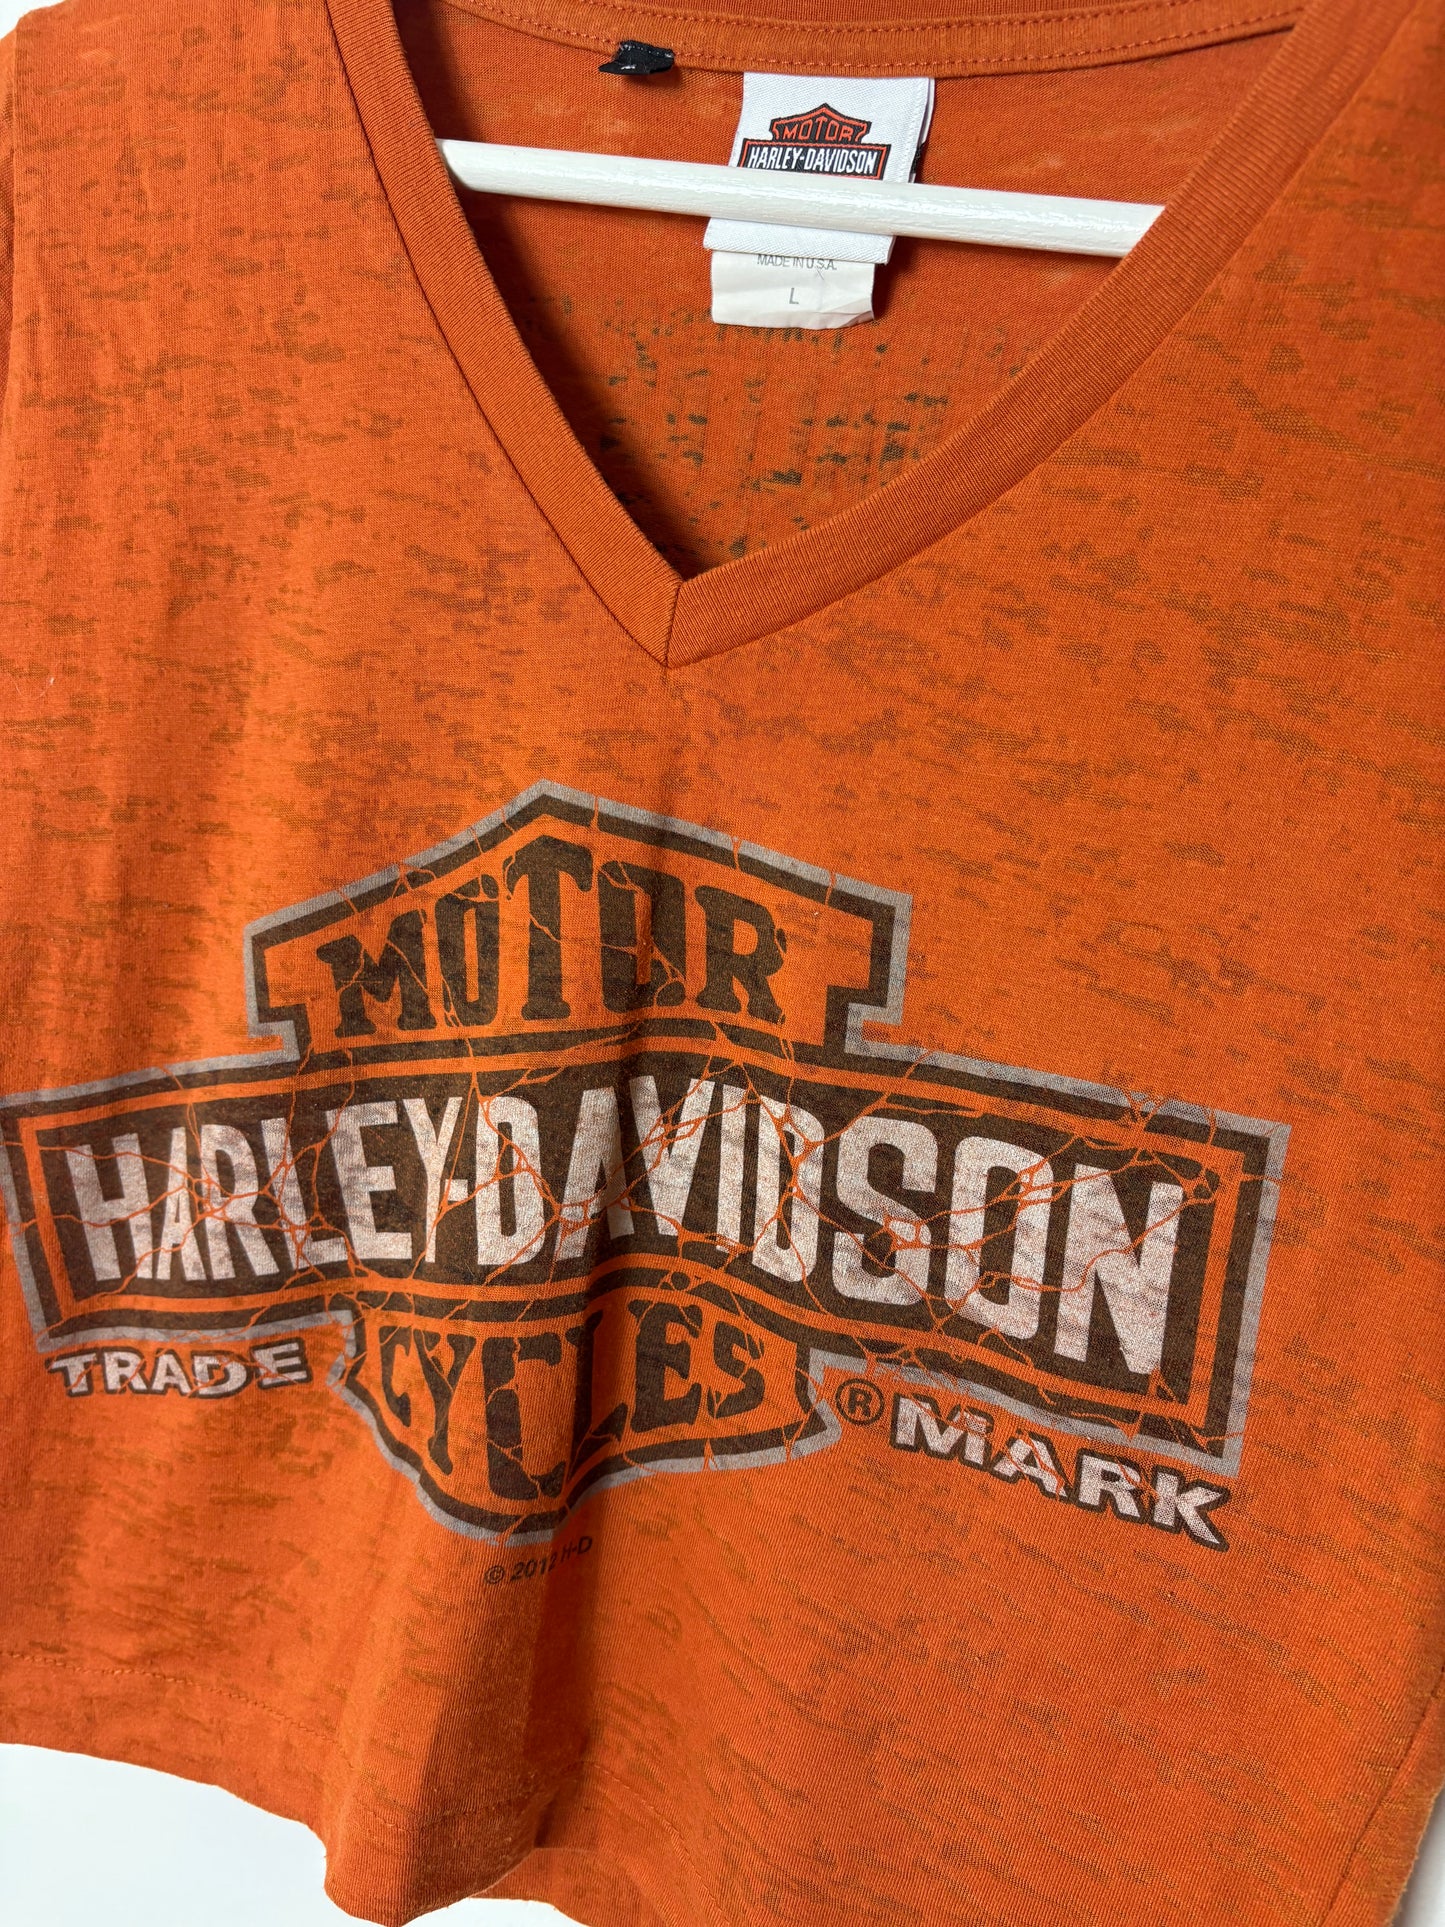 MOTOR
HARLEY-DAVIDSON
MADE IN U.S.A.
L
MOTOR
HARLEY-DAVIDSON
CYCLES
TRADE ® MARK
© 2012 H-D